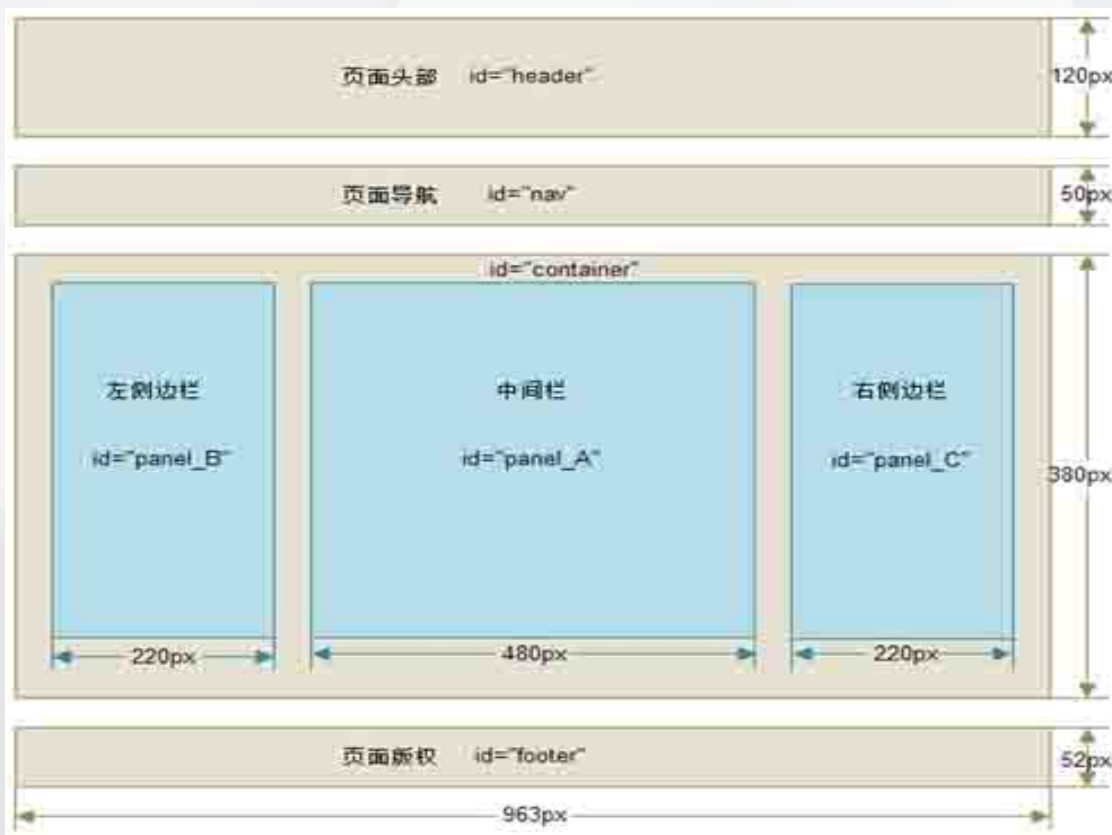 页面头部 id="header"
120px
页面导航 id="nav"
50px
id="container"
左侧边栏
中间栏
右侧边栏
id="panel_B"
id="panel_A"
id="panel_C"
380px
220px
480px
220px
页面版权 id="footer"
52px
963px